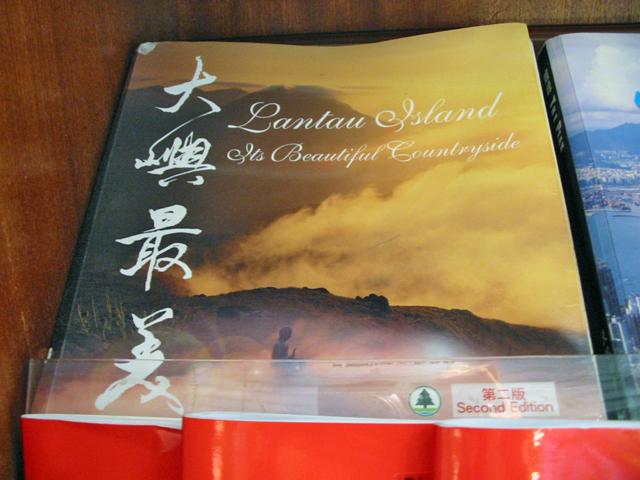 大嶼最美
Lantau Island
Its Beautiful Countryside
第二版
Second Edition